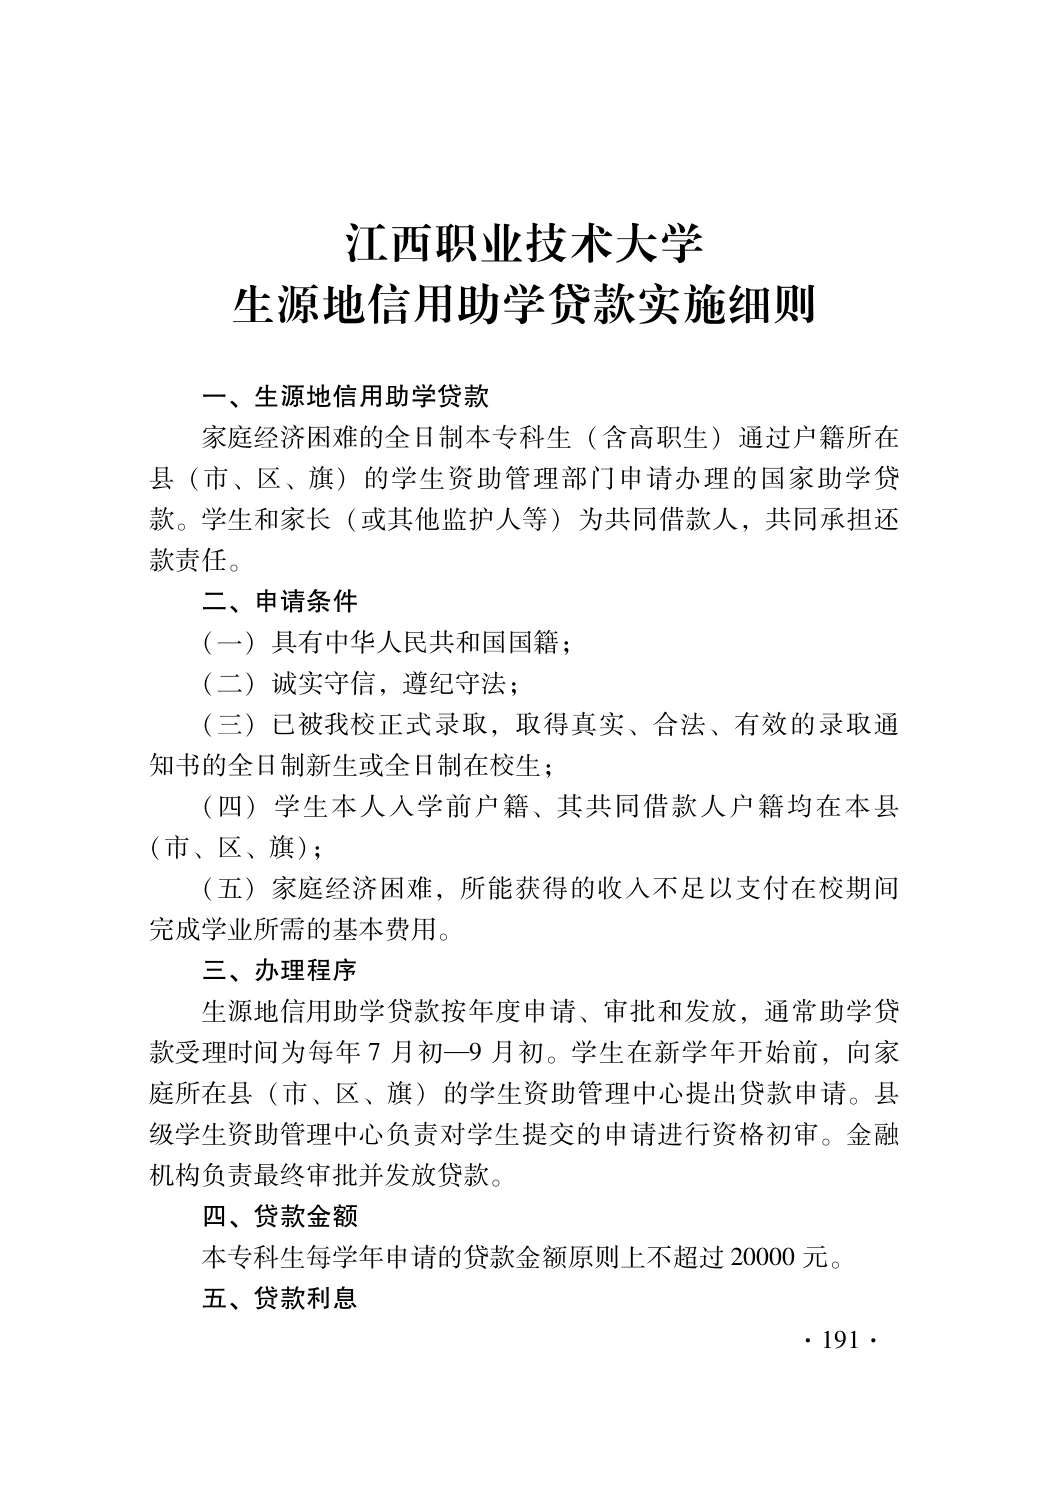 江西职业技术大学
生源地信用助学贷款实施细则
一、生源地信用助学贷款
家庭经济困难的全日制本专科生（含高职生）通过户籍所在
县（市、区、旗）的学生资助管理部门申请办理的国家助学贷
款。学生和家长（或其他监护人等）为共同借款人，共同承担还
款责任。
二、申请条件
（一）具有中华人民共和国国籍；
（二）诚实守信，遵纪守法；
（三）已被我校正式录取，取得真实、合法、有效的录取通
知书的全日制新生或全日制在校生；
（四）学生本人入学前户籍、其共同借款人户籍均在本县
（市、区、旗）；
（五）家庭经济困难，所能获得的收入不足以支付在校期间
完成学业所需的基本费用。
三、办理程序
生源地信用助学贷款按年度申请、审批和发放，通常助学贷
款受理时间为每年 7 月初—9 月初。学生在新学年开始前，向家
庭所在县（市、区、旗）的学生资助管理中心提出贷款申请。县
级学生资助管理中心负责对学生提交的申请进行资格初审。金融
机构负责最终审批并发放贷款。
四、贷款金额
本专科生每学年申请的贷款金额原则上不超过 20000 元。
五、贷款利息
· 191 ·